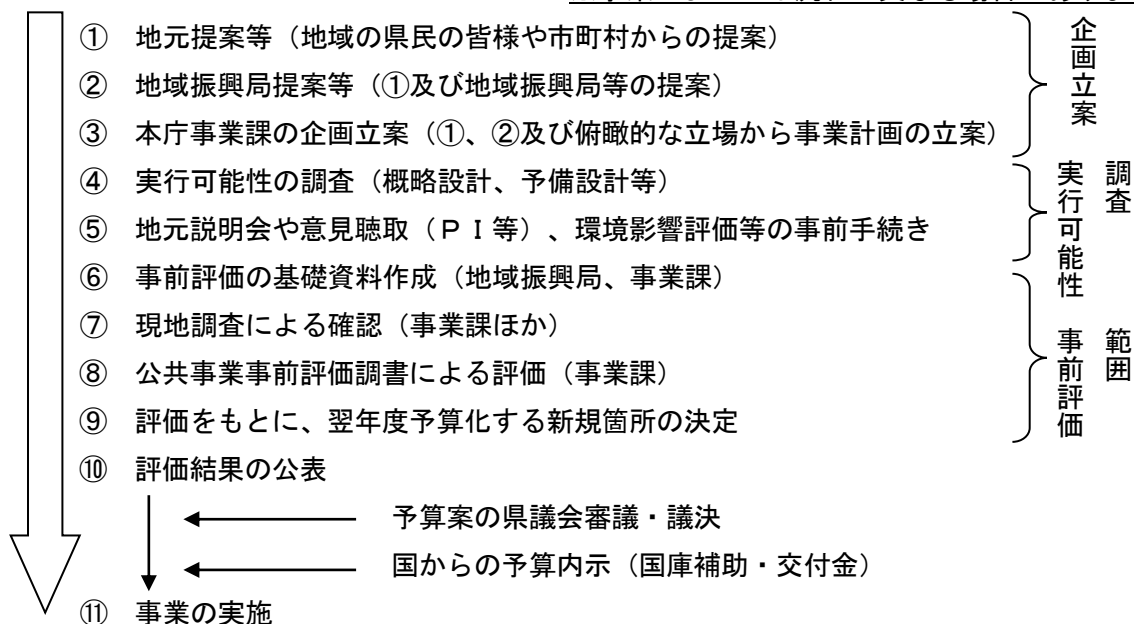 ① 地元提案等（地域の県民の皆様や市町村からの提案）
② 地域振興局提案等（①及び地域振興局等の提案）
③ 本庁事業課の企画立案（①、②及び俯瞰的な立場から事業計画の立案）
企画立案
④ 実行可能性の調査（概略設計、予備設計等）
⑤ 地元説明会や意見聴取（ＰＩ等）、環境影響評価等の事前手続き
実行可能性
調査
⑥ 事前評価の基礎資料作成（地域振興局、事業課）
⑦ 現地調査による確認（事業課ほか）
⑧ 公共事業事前評価調書による評価（事業課）
⑨ 評価をもとに、翌年度予算化する新規箇所の決定
事前評価
範囲
⑩ 評価結果の公表
予算案の県議会審議・議決
国からの予算内示（国庫補助・交付金）
⑪ 事業の実施